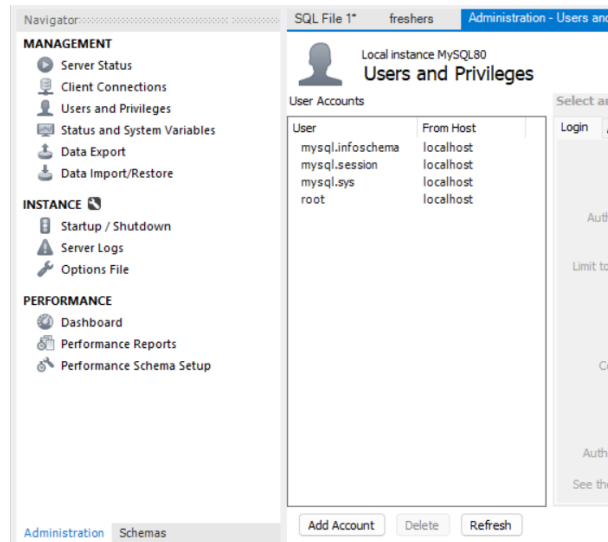 Navigator
MANAGEMENT
Server Status
Client Connections
Users and Privileges
Status and System Variables
Data Export
Data Import/Restore
INSTANCE
Startup / Shutdown
Server Logs
Options File
PERFORMANCE
Dashboard
Performance Reports
Performance Schema Setup
Administration Schemas
SQL File 1* freshers Administration - Users and
Local instance MySQL80
Users and Privileges
User Accounts
User From Host
mysql.infoschema localhost
mysql.session localhost
mysql.sys localhost
root localhost
Add Account Delete Refresh
Select
Login
Limit to
See the